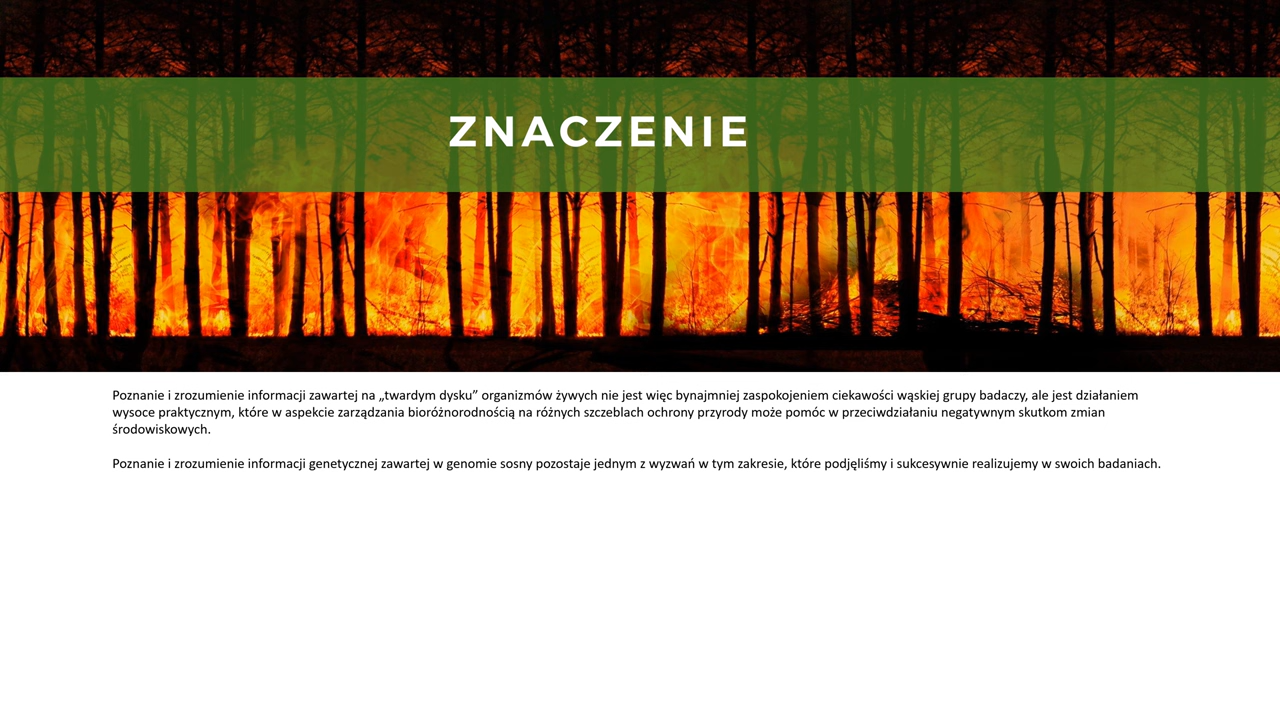 ZNACZENIE
Poznanie i zrozumienie informacji zawartej na „twardym dysku” organizmów żywych nie jest więc bynajmniej zaspokojeniem ciekawości wąskiej grupy badaczy, ale jest działaniem
wysoce praktycznym, które w aspekcie zarządzania bioróżnorodnością na różnych szczeblach ochrony przyrody może pomóc w przeciwdziałaniu negatywnym skutkom zmian
środowiskowych.
Poznanie i zrozumienie informacji genetycznej zawartej w genomie sosny pozostaje jednym z wyzwań w tym zakresie, które podjęliśmy i sukcesywnie realizujemy w swoich badaniach.